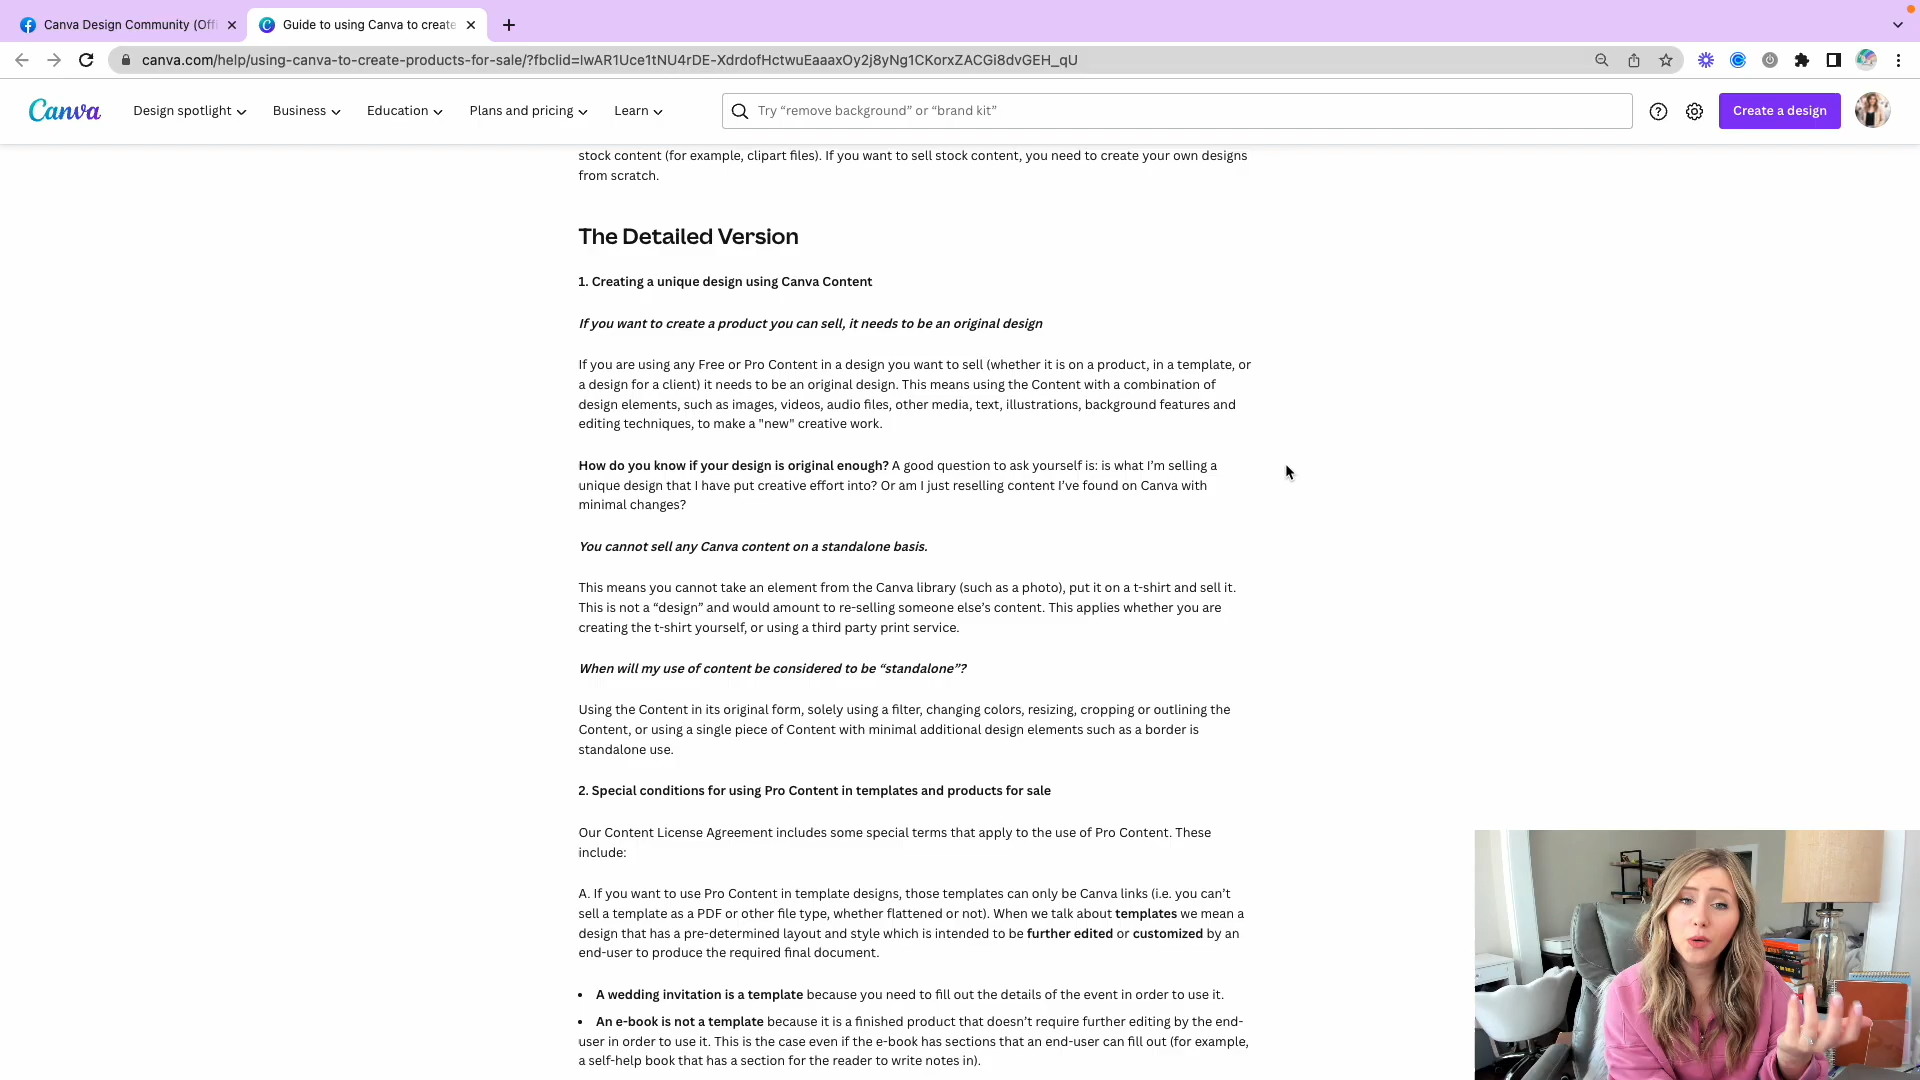 Canva Design Community (Offi
Guide to using Canva to create
canva.com/help/using-canva-to-create-products-for-sale/?fbclid=IwAR1Uce1tNU4rDE-XdrdofHctwuEaaaxOy2j8yNg1CKorxZACGi8dvGEH_qU
Canva
Design spotlight
Business
Education
Plans and pricing
Learn
Try “remove background” or “brand kit”
Create a design
stock content (for example, clipart files). If you want to sell stock content, you need to create your own designs
from scratch.
The Detailed Version
1. Creating a unique design using Canva Content
If you want to create a product you can sell, it needs to be an original design
If you are using any Free or Pro Content in a design you want to sell (whether it is on a product, in a template, or
a design for a client) it needs to be an original design. This means using the Content with a combination of
design elements, such as images, videos, audio files, other media, text, illustrations, background features and
editing techniques, to make a "new" creative work.
How do you know if your design is original enough? A good question to ask yourself is: is what I’m selling a
unique design that I have put creative effort into? Or am I just reselling content I’ve found on Canva with
minimal changes?
You cannot sell any Canva content on a standalone basis.
This means you cannot take an element from the Canva library (such as a photo), put it on a t-shirt and sell it.
This is not a “design” and would amount to re-selling someone else’s content. This applies whether you are
creating the t-shirt yourself, or using a third party print service.
When will my use of content be considered to be “standalone”?
Using the Content in its original form, solely using a filter, changing colors, resizing, cropping or outlining the
Content, or using a single piece of Content with minimal additional design elements such as a border is
standalone use.
2. Special conditions for using Pro Content in templates and products for sale
Our Content License Agreement includes some special terms that apply to the use of Pro Content. These
include:
A. If you want to use Pro Content in template designs, those templates can only be Canva links (i.e. you can’t
sell a template as a PDF or other file type, whether flattened or not). When we talk about templates we mean a
design that has a pre-determined layout and style which is intended to be further edited or customized by an
end-user to produce the required final document.
• A wedding invitation is a template because you need to fill out the details of the event in order to use it.
• An e-book is not a template because it is a finished product that doesn’t require further editing by the end-
user in order to use it. This is the case even if the e-book has sections that an end-user can fill out (for example,
a self-help book that has a section for the reader to write notes in).